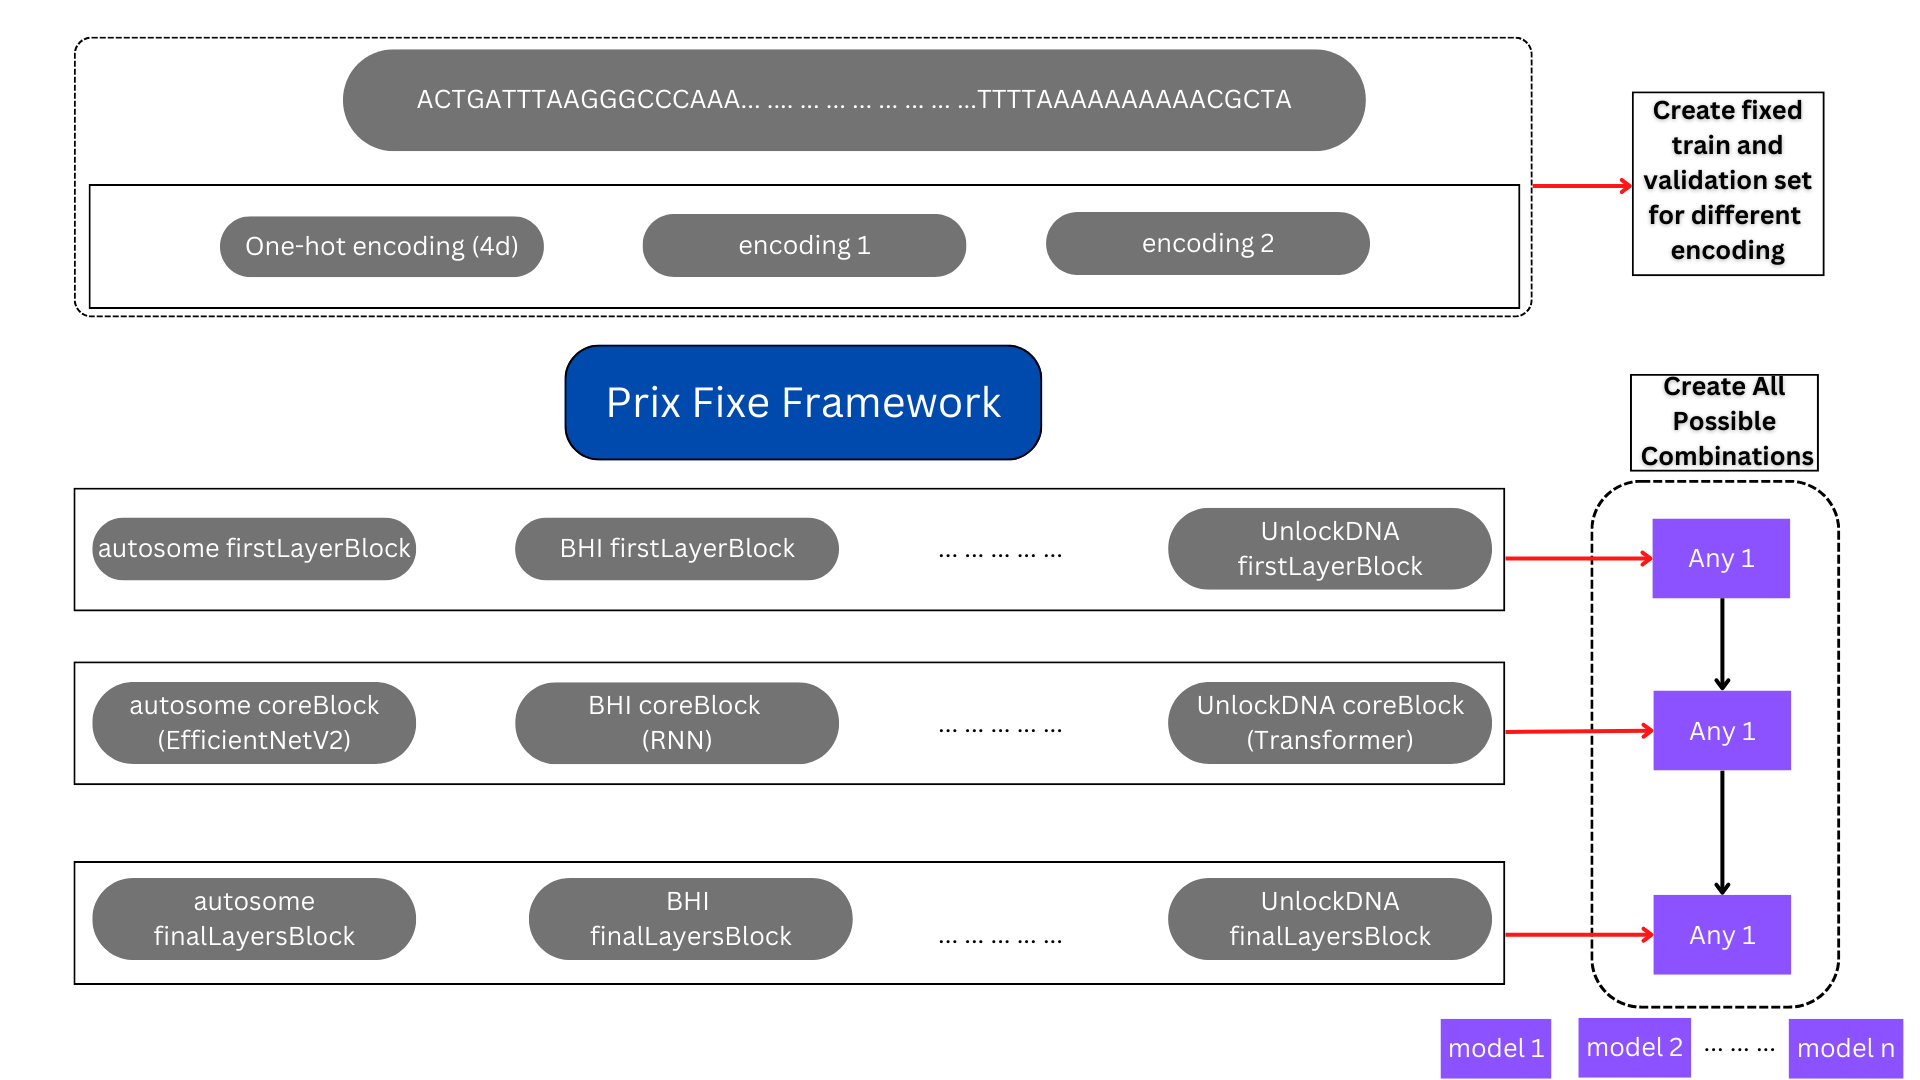 ACTGATTTAAGGGCCCAAA... .... ... ... ... ... ... ... ...TTTTAAAAAAAAAACGCTA
Create fixed
train and
validation set
for different
encoding
One-hot encoding (4d)
encoding 1
encoding 2
Prix Fixe Framework
Create All
Possible
Combinations
autosome firstLayerBlock
BHI firstLayerBlock
... ... ... ... ...
UnlockDNA
firstLayerBlock
Any 1
autosome coreBlock
(EfficientNetV2)
BHI coreBlock
(RNN)
... ... ... ... ...
UnlockDNA coreBlock
(Transformer)
Any 1
autosome
finalLayersBlock
BHI
finalLayersBlock
... ... ... ... ...
UnlockDNA
finalLayersBlock
Any 1
model 1
model 2
... ... ...
model n